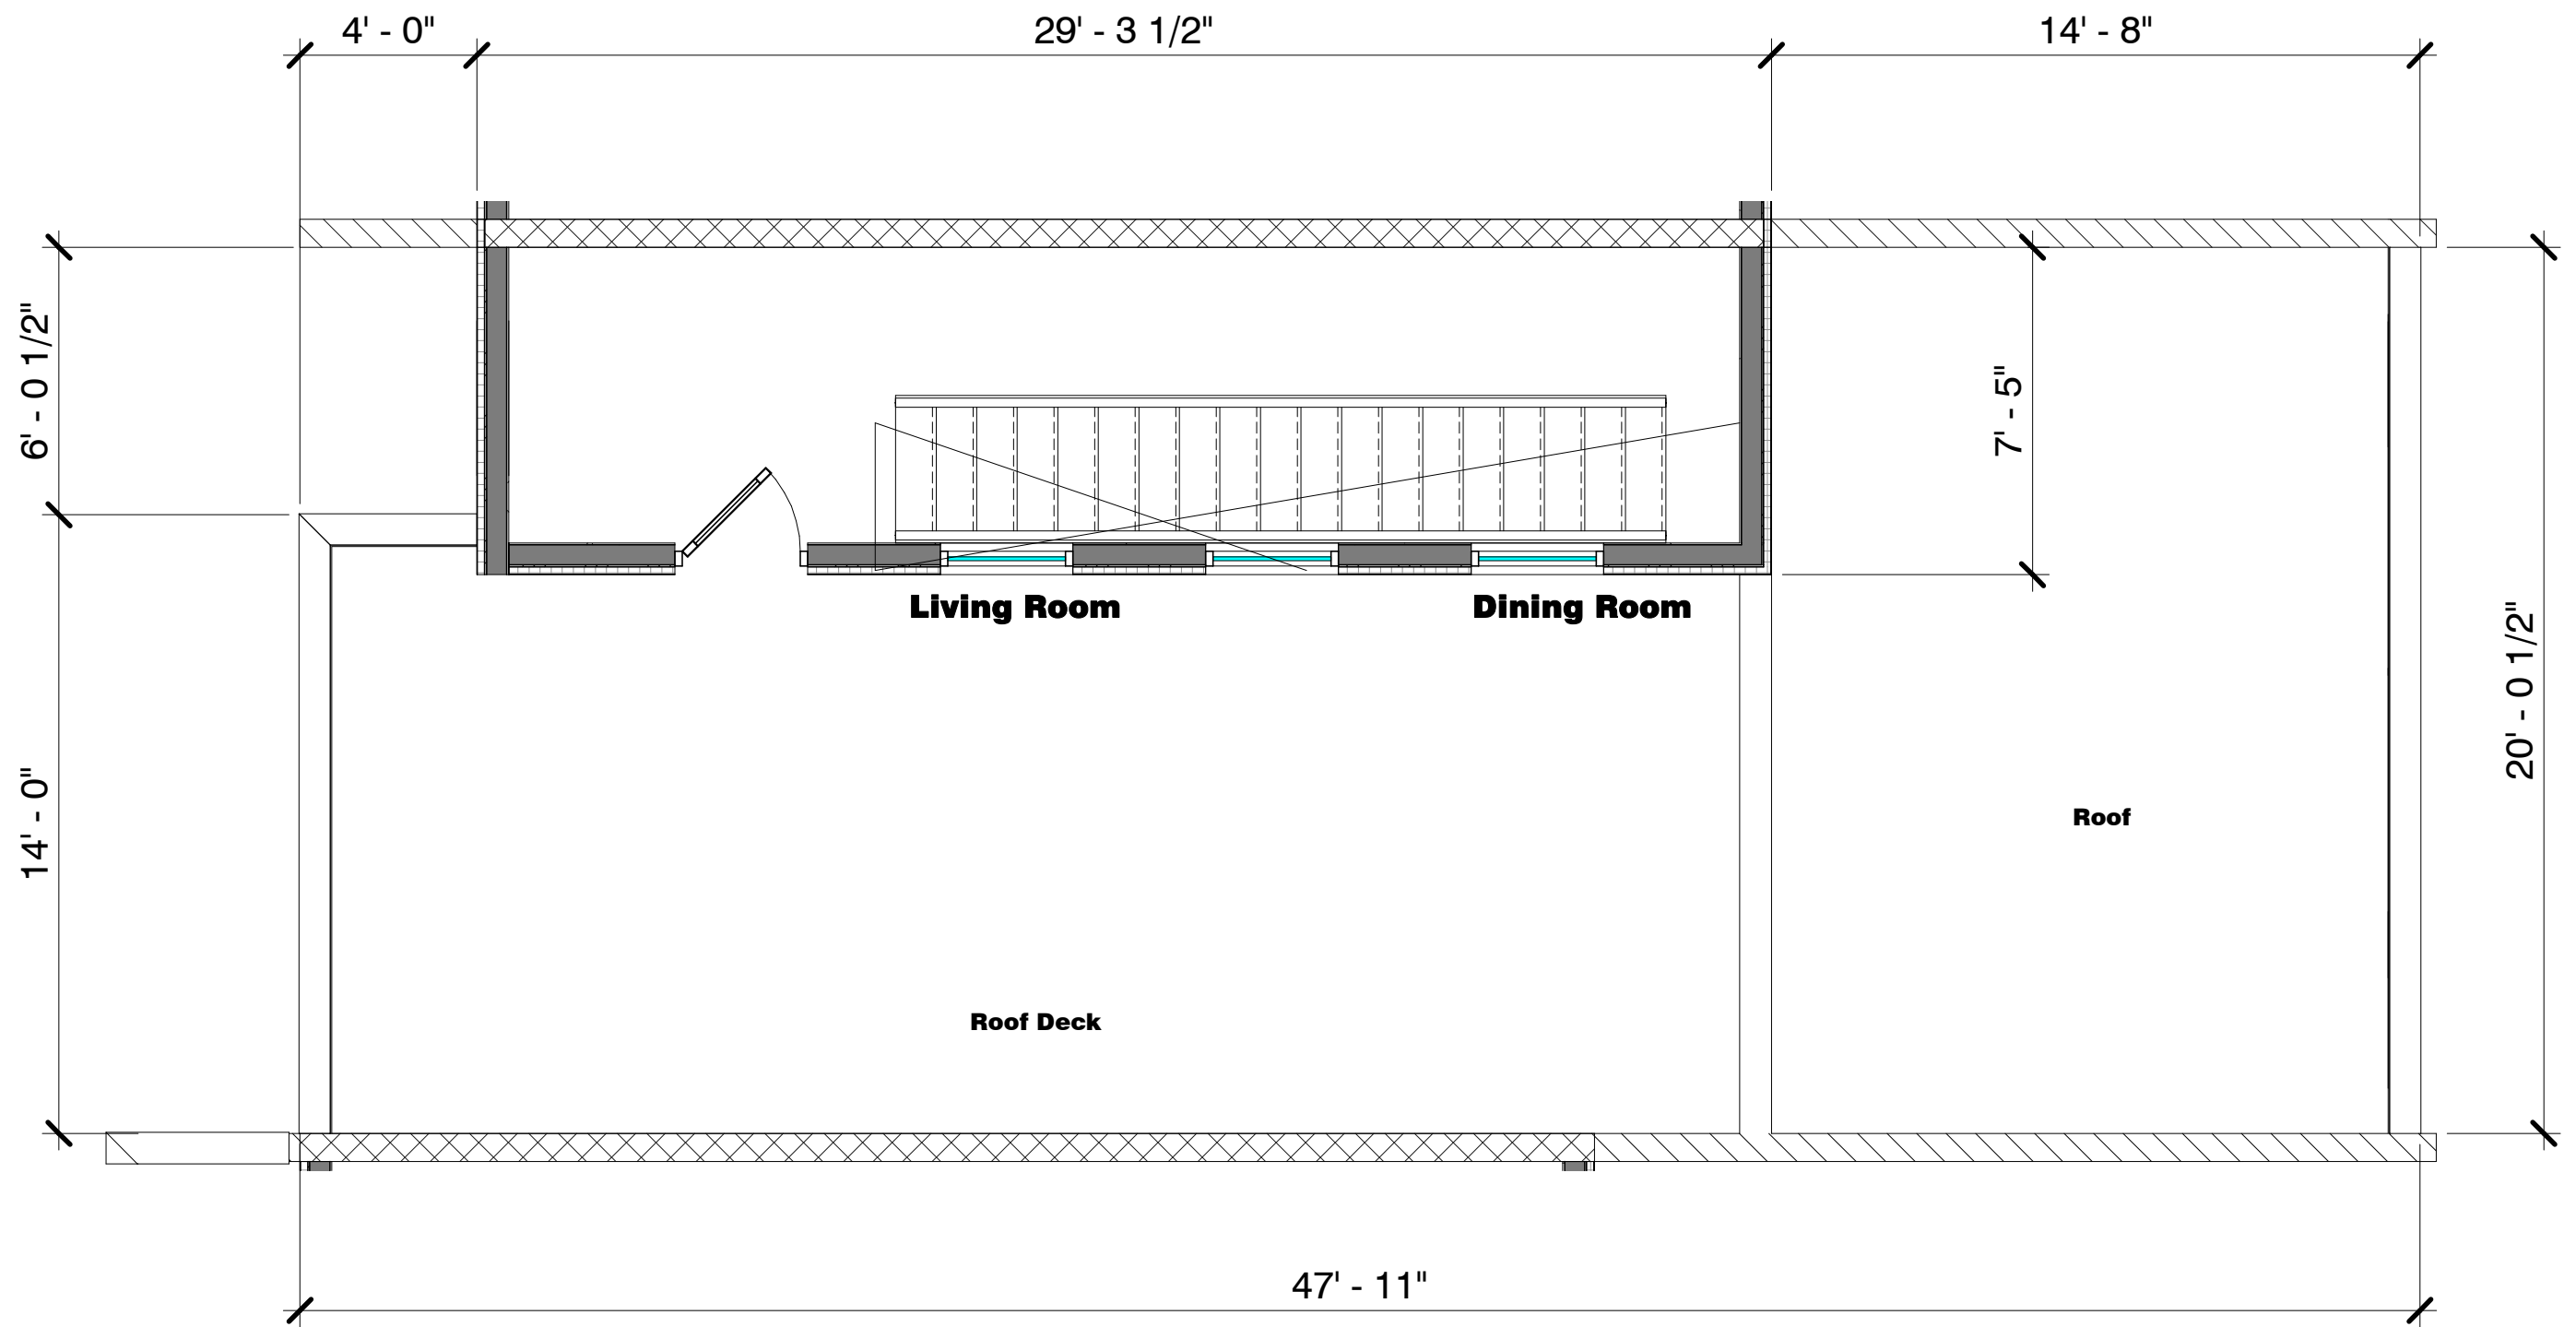 4' - 0"
29' - 3 1/2"
14' - 8"
6' - 0 1/2"
7' - 5"
Living Room
Dining Room
20' - 0 1/2"
14' - 0"
Roof
Roof Deck
47' - 11"